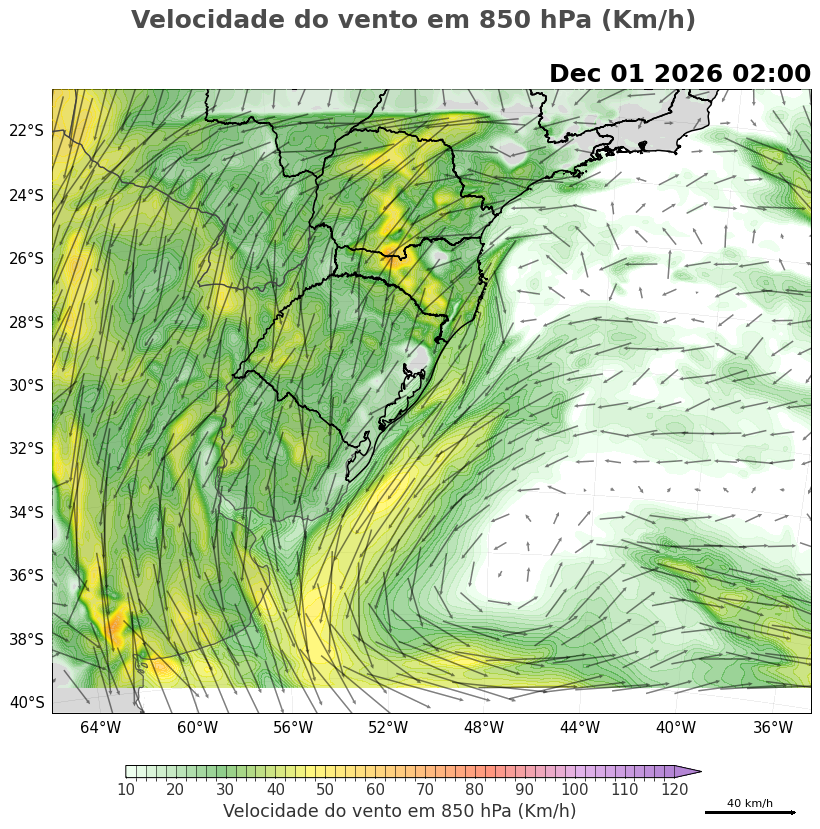 Velocidade do vento em 850 hPa (Km/h)
Dec 01 2026 02:00
22°S
24°S
26°S
28°S
30°S
32°S
34°S
36°S
38°S
40°S
64°W 60°W 56°W 52°W 48°W 44°W 40°W 36°W
10 20 30 40 50 60 70 80 90 100 110 120
Velocidade do vento em 850 hPa (Km/h)
40 km/h